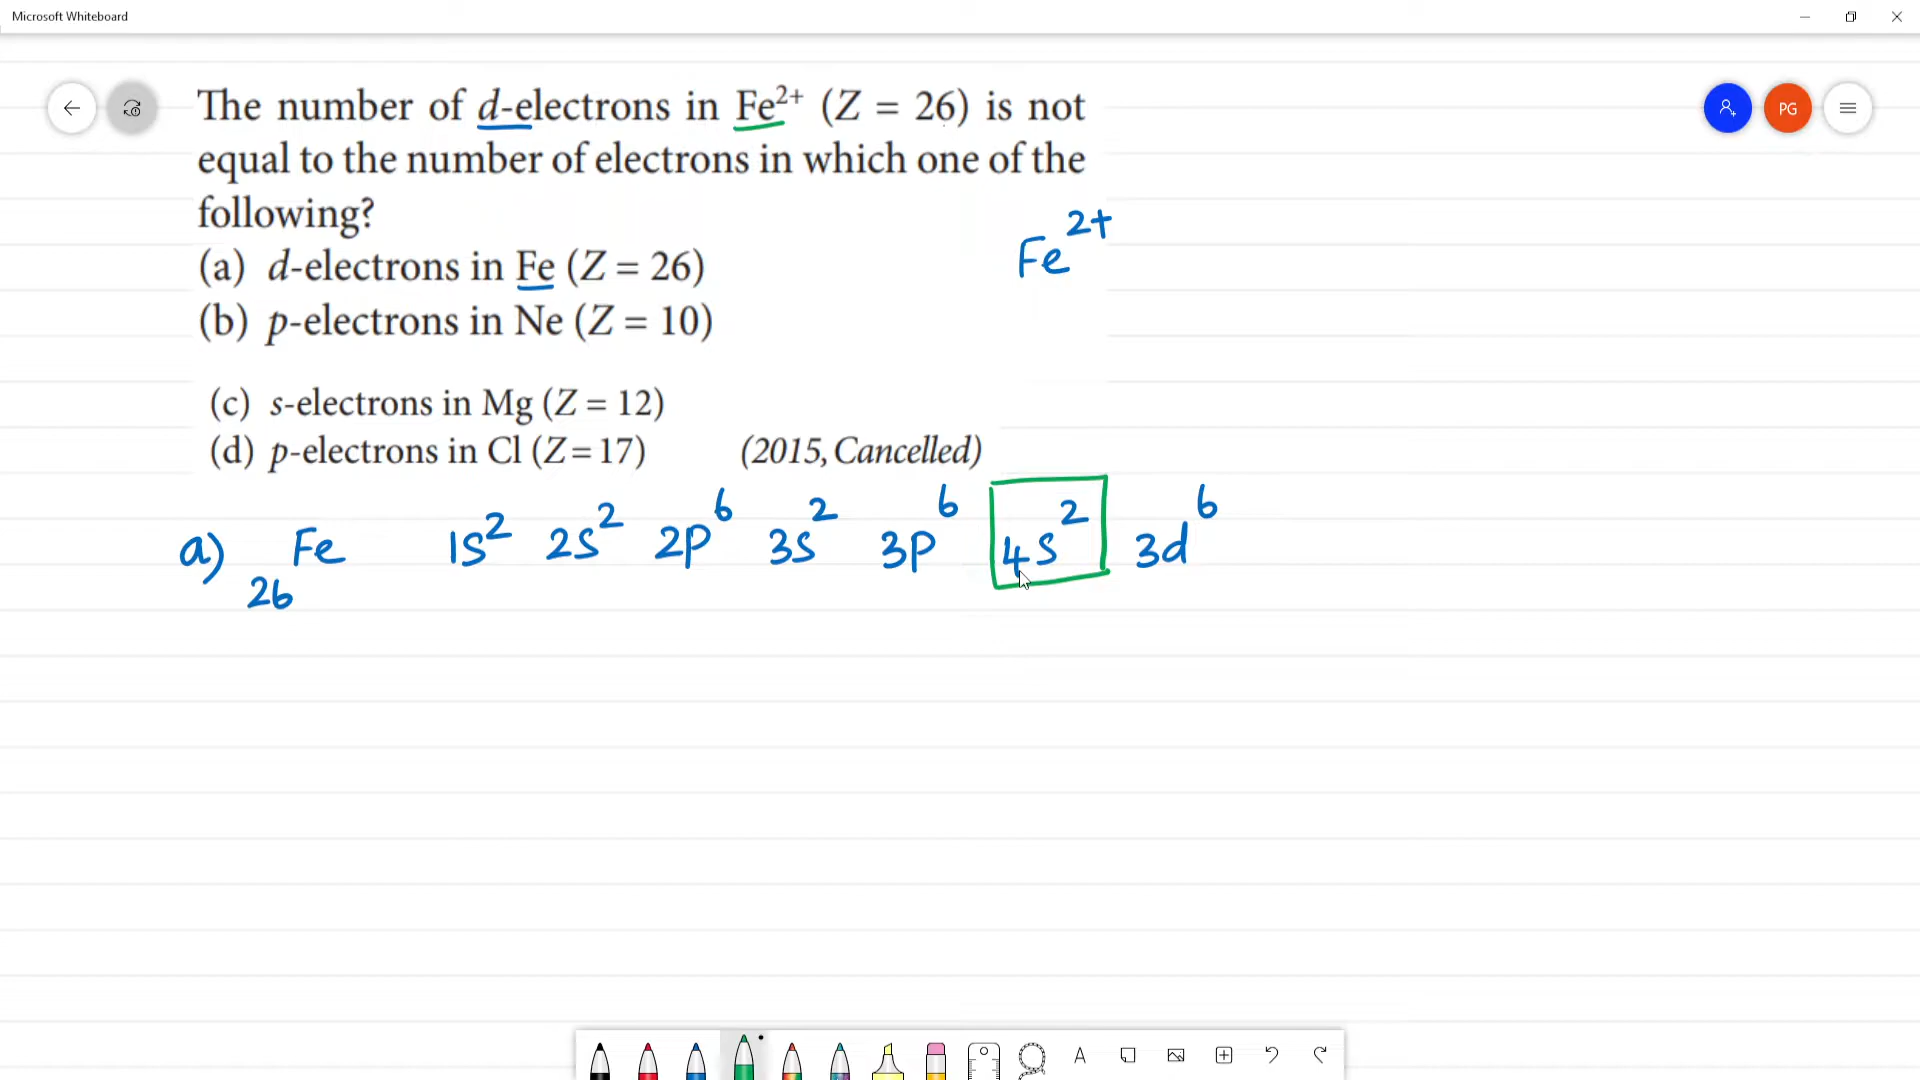 Microsoft Whiteboard
The number of d-electrons in Fe²⁺ (Z = 26) is not
equal to the number of electrons in which one of the
following?
Fe²⁺
(a) d-electrons in Fe (Z = 26)
(b) p-electrons in Ne (Z = 10)
(c) s-electrons in Mg (Z = 12)
(d) p-electrons in Cl (Z = 17) (2015, Cancelled)
a) ₂₆Fe 1s² 2s² 2p⁶ 3s² 3p⁶ 4s² 3d⁶
PG
A